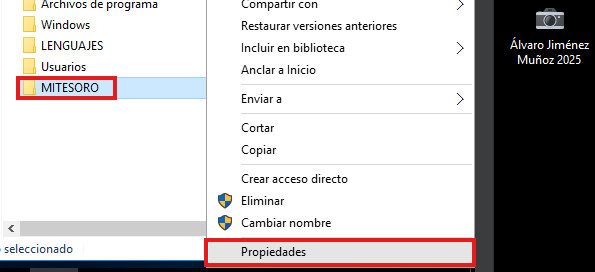 Archivos de programa
Windows
LENGUAJES
Usuarios
MITESORO
o seleccionado
Compartir con
Restaurar versiones anteriores
Incluir en biblioteca
Anclar a Inicio
Enviar a
Cortar
Copiar
Crear acceso directo
Eliminar
Cambiar nombre
Propiedades
Álvaro Jiménez
Muñoz 2025